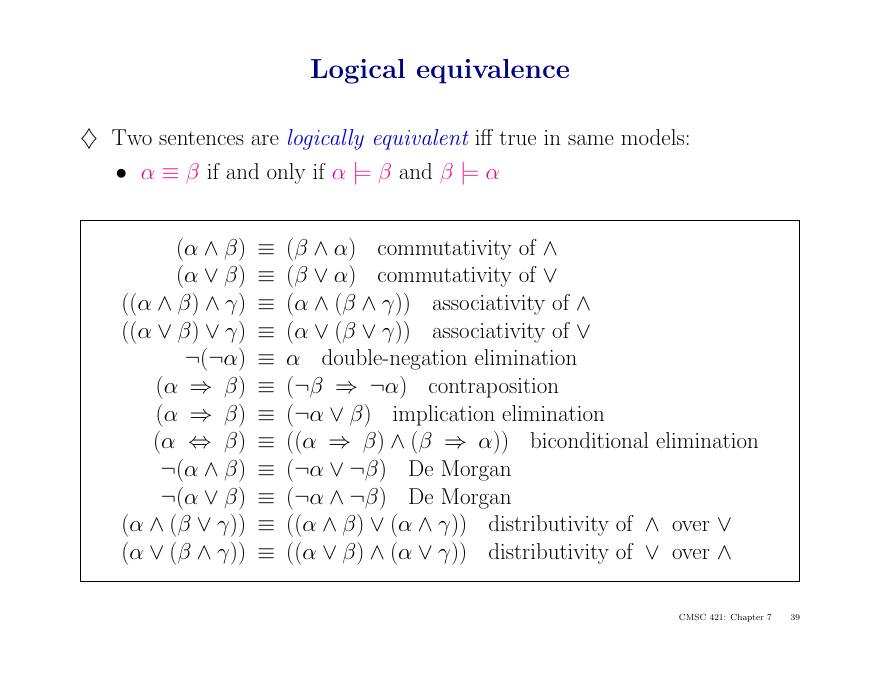 Logical equivalence
♢ Two sentences are logically equivalent iff true in same models:
• α ≡ β if and only if α ⊨ β and β ⊨ α
(α ∧ β) ≡ (β ∧ α) commutativity of ∧
(α ∨ β) ≡ (β ∨ α) commutativity of ∨
((α ∧ β) ∧ γ) ≡ (α ∧ (β ∧ γ)) associativity of ∧
((α ∨ β) ∨ γ) ≡ (α ∨ (β ∨ γ)) associativity of ∨
¬(¬α) ≡ α double-negation elimination
(α ⇒ β) ≡ (¬β ⇒ ¬α) contraposition
(α ⇒ β) ≡ (¬α ∨ β) implication elimination
(α ⇔ β) ≡ ((α ⇒ β) ∧ (β ⇒ α)) biconditional elimination
¬(α ∧ β) ≡ (¬α ∨ ¬β) De Morgan
¬(α ∨ β) ≡ (¬α ∧ ¬β) De Morgan
(α ∧ (β ∨ γ)) ≡ ((α ∧ β) ∨ (α ∧ γ)) distributivity of ∧ over ∨
(α ∨ (β ∧ γ)) ≡ ((α ∨ β) ∧ (α ∨ γ)) distributivity of ∨ over ∧
CMSC 421: Chapter 7 39